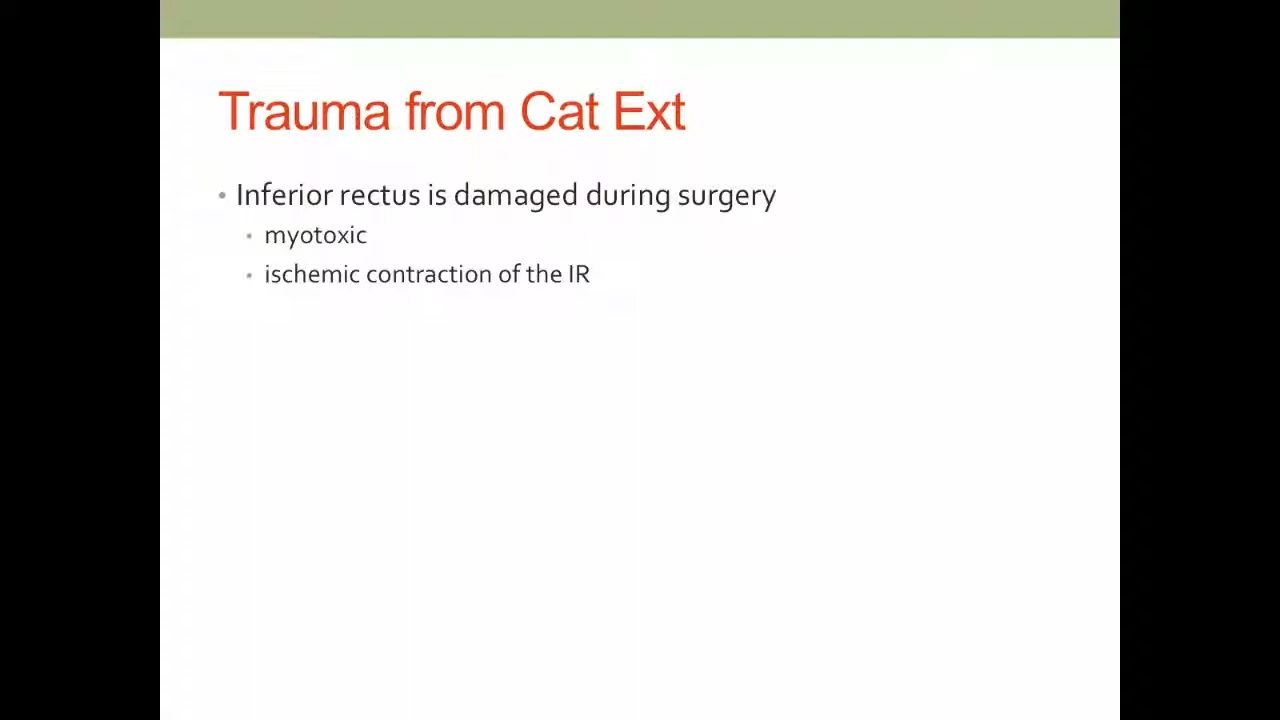 Trauma from Cat Ext
• Inferior rectus is damaged during surgery
• myotoxic
• ischemic contraction of the IR